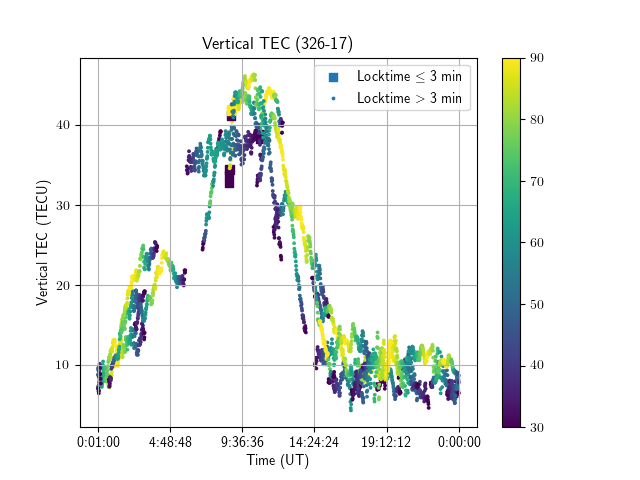 Vertical TEC (326-17)
Locktime ≤ 3 min
Locktime > 3 min
Vertical TEC (TECU)
40
30
20
10
0:01:00 4:48:48 9:36:36 14:24:24 19:12:12 0:00:00
Time (UT)
90
80
70
60
50
40
30